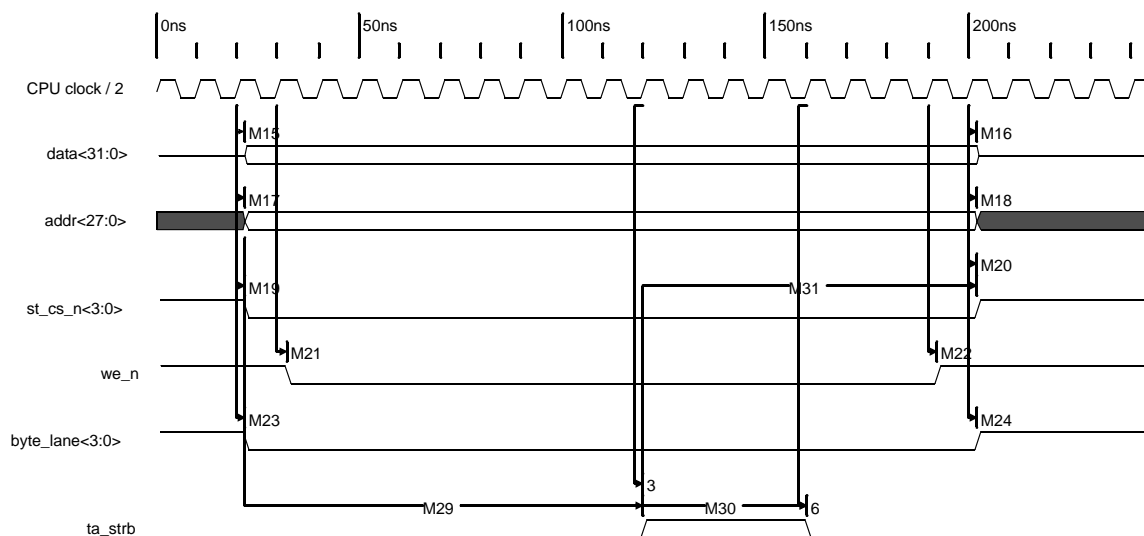 0ns 50ns 100ns 150ns 200ns
CPU clock / 2
M15 M16
data<31:0>
M17 M18
addr<27:0>
M20
M19 M31
st_cs_n<3:0>
M21 M22
we_n
M23 M24
byte_lane<3:0>
3
M29 M30 6
ta_strb